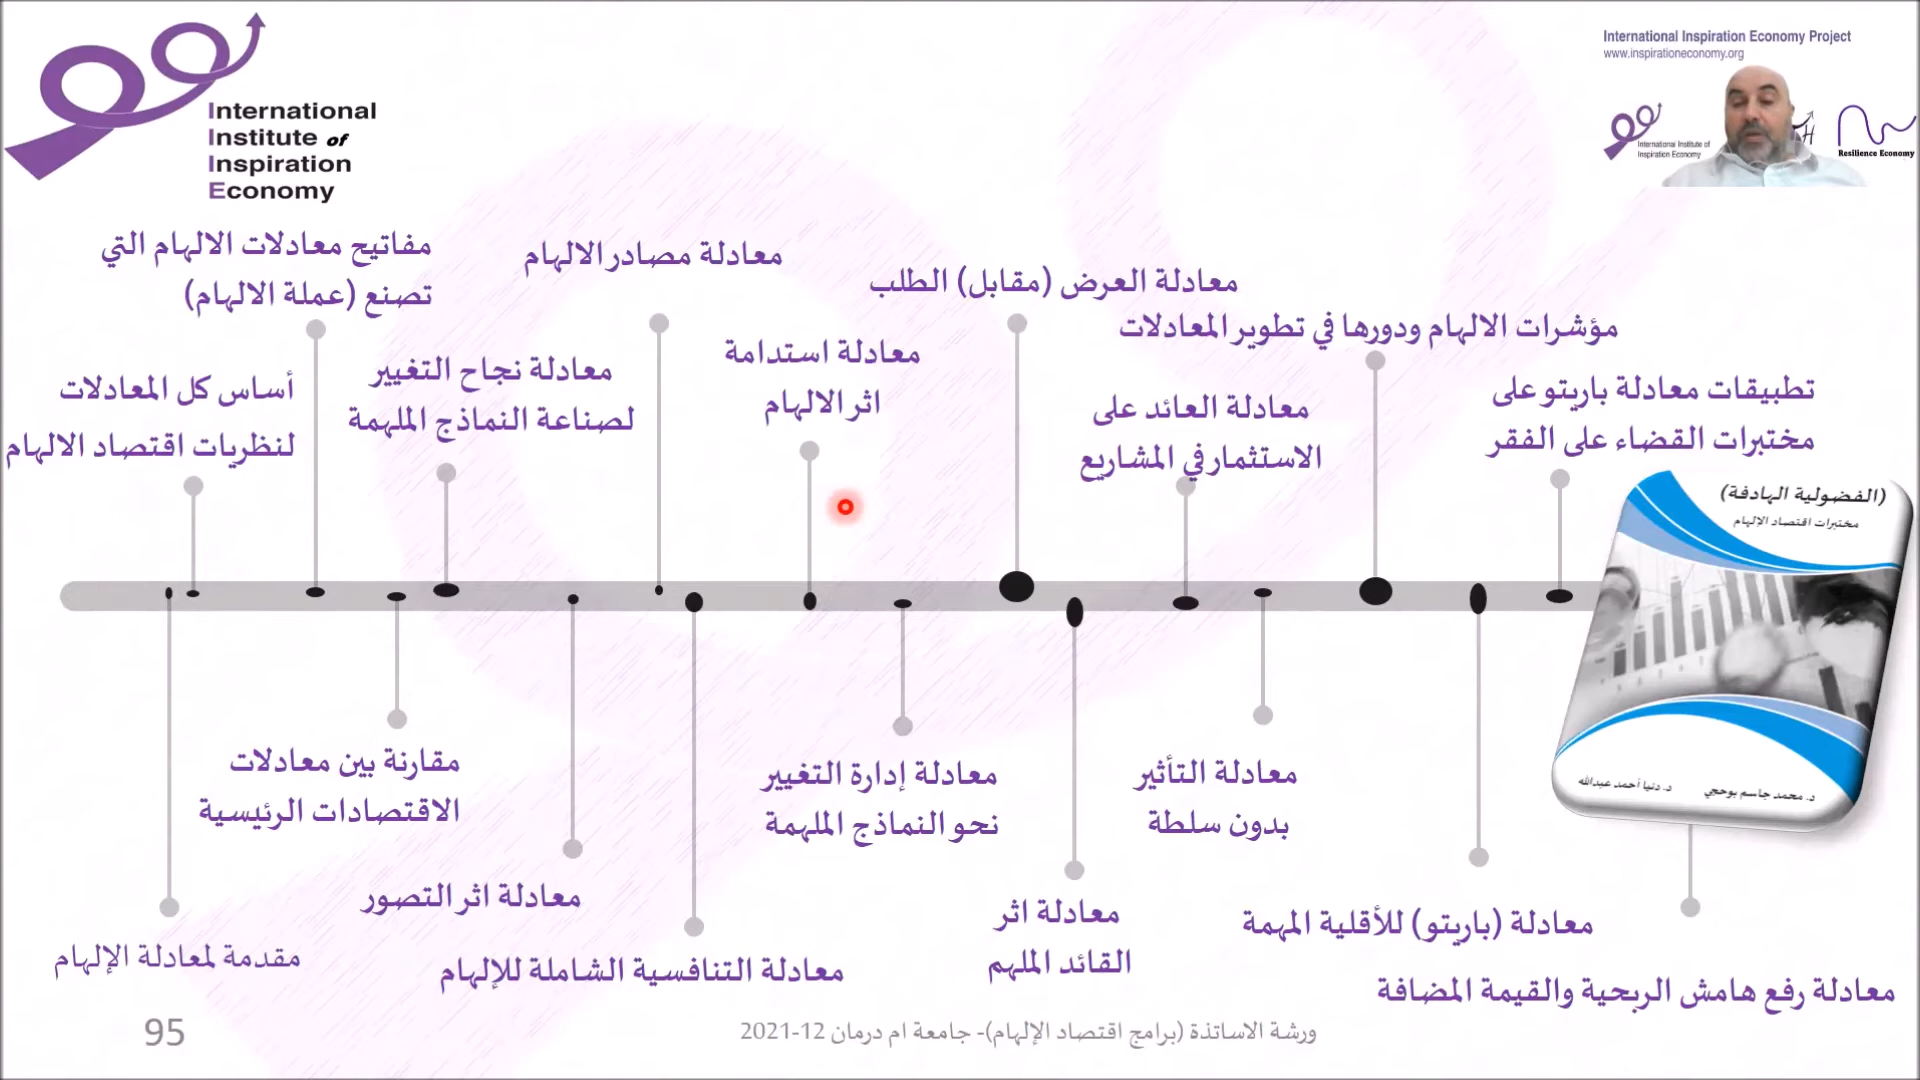 International
Institute of
Inspiration
Economy
International Inspiration Economy Project
www.inspirationeconomy.org
International Institute of
Inspiration Economy
H
Resilience Economy
مفاتيح معادلات الالهام التي
تصنع (عملة الالهام)
معادلة مصادر الالهام
معادلة العرض (مقابل) الطلب
مؤشرات الالهام ودورها في تطوير المعادلات
أساس كل المعادلات
لنظريات اقتصاد الالهام
معادلة نجاح التغيير
لصناعة النماذج الملهمة
معادلة استدامة
اثر الالهام
معادلة العائد على
الاستثمار في المشاريع
تطبيقات معادلة باريتو على
مختبرات القضاء على الفقر
(الفضولية الهادفة)
مختبرات اقتصاد الإلهام
د. محمد جاسم بوحجي
د. دنيا أحمد عبدالله
مقارنة بين معادلات
الاقتصادات الرئيسية
معادلة إدارة التغيير
نحو النماذج الملهمة
معادلة التأثير
بدون سلطة
معادلة اثر التصور
معادلة اثر
القائد الملهم
معادلة (باريتو) للأقلية المهمة
مقدمة لمعادلة الإلهام
معادلة التنافسية الشاملة للإلهام
معادلة رفع هامش الربحية والقيمة المضافة
ورشة الاساتذة (برامج اقتصاد الإلهام)- جامعة ام درمان 12-2021
95